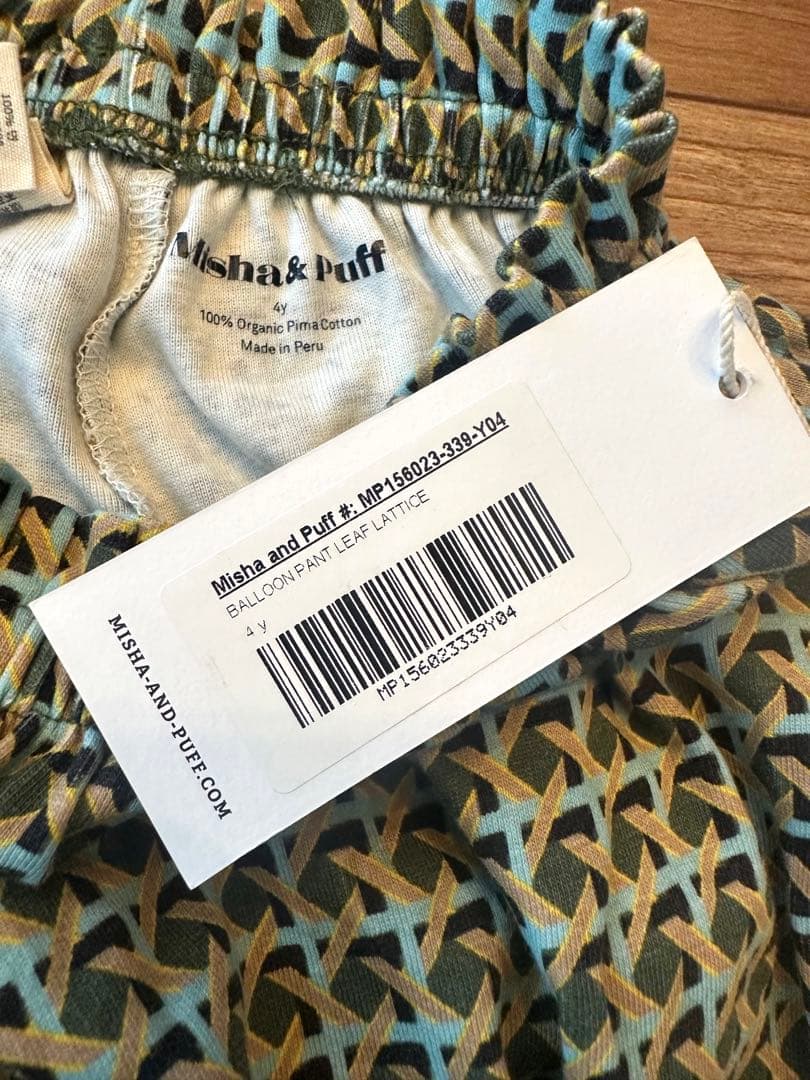 Misha & Puff
4y
100% Organic Pima Cotton
Made in Peru
Misha and Puff #: MP156023-339-Y04
BALLOON PANT LEAF LATTICE
4 y
MP156023339Y04
MISHA-AND-PUFF.COM
100%